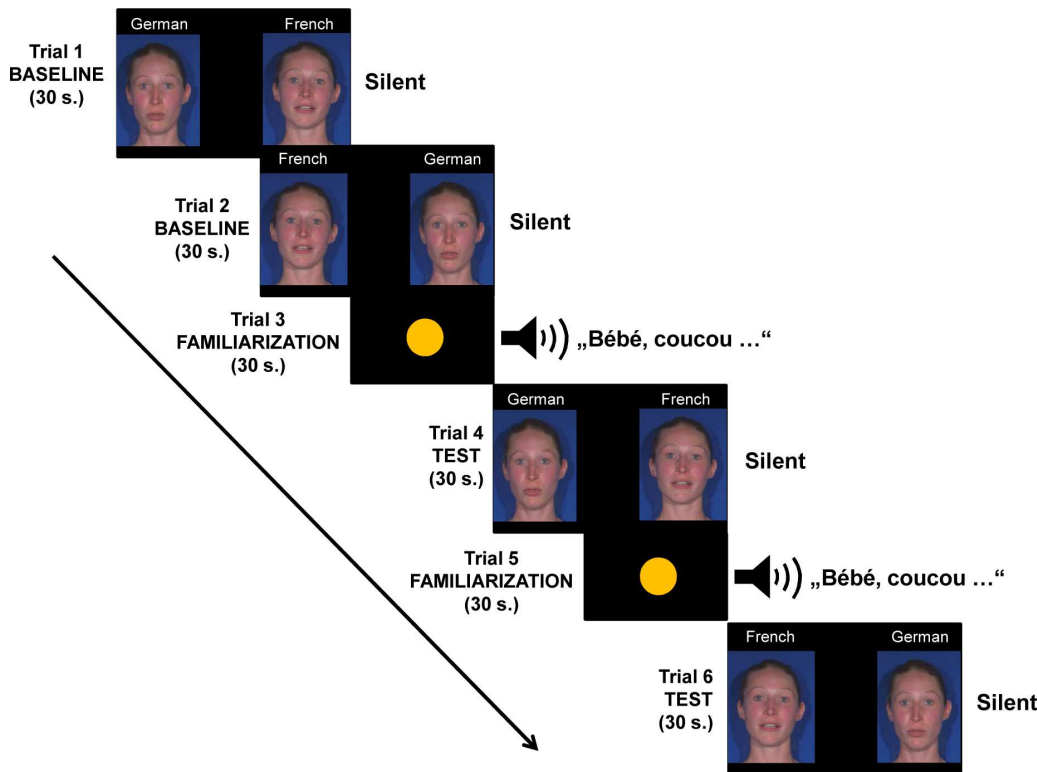 German French
Trial 1
BASELINE
(30 s.)
Silent
French German
Trial 2
BASELINE
(30 s.)
Silent
Trial 3
FAMILIARIZATION
(30 s.)
„Bébé, coucou …“
German French
Trial 4
TEST
(30 s.)
Silent
Trial 5
FAMILIARIZATION
(30 s.)
„Bébé, coucou …“
French German
Trial 6
TEST
(30 s.)
Silent